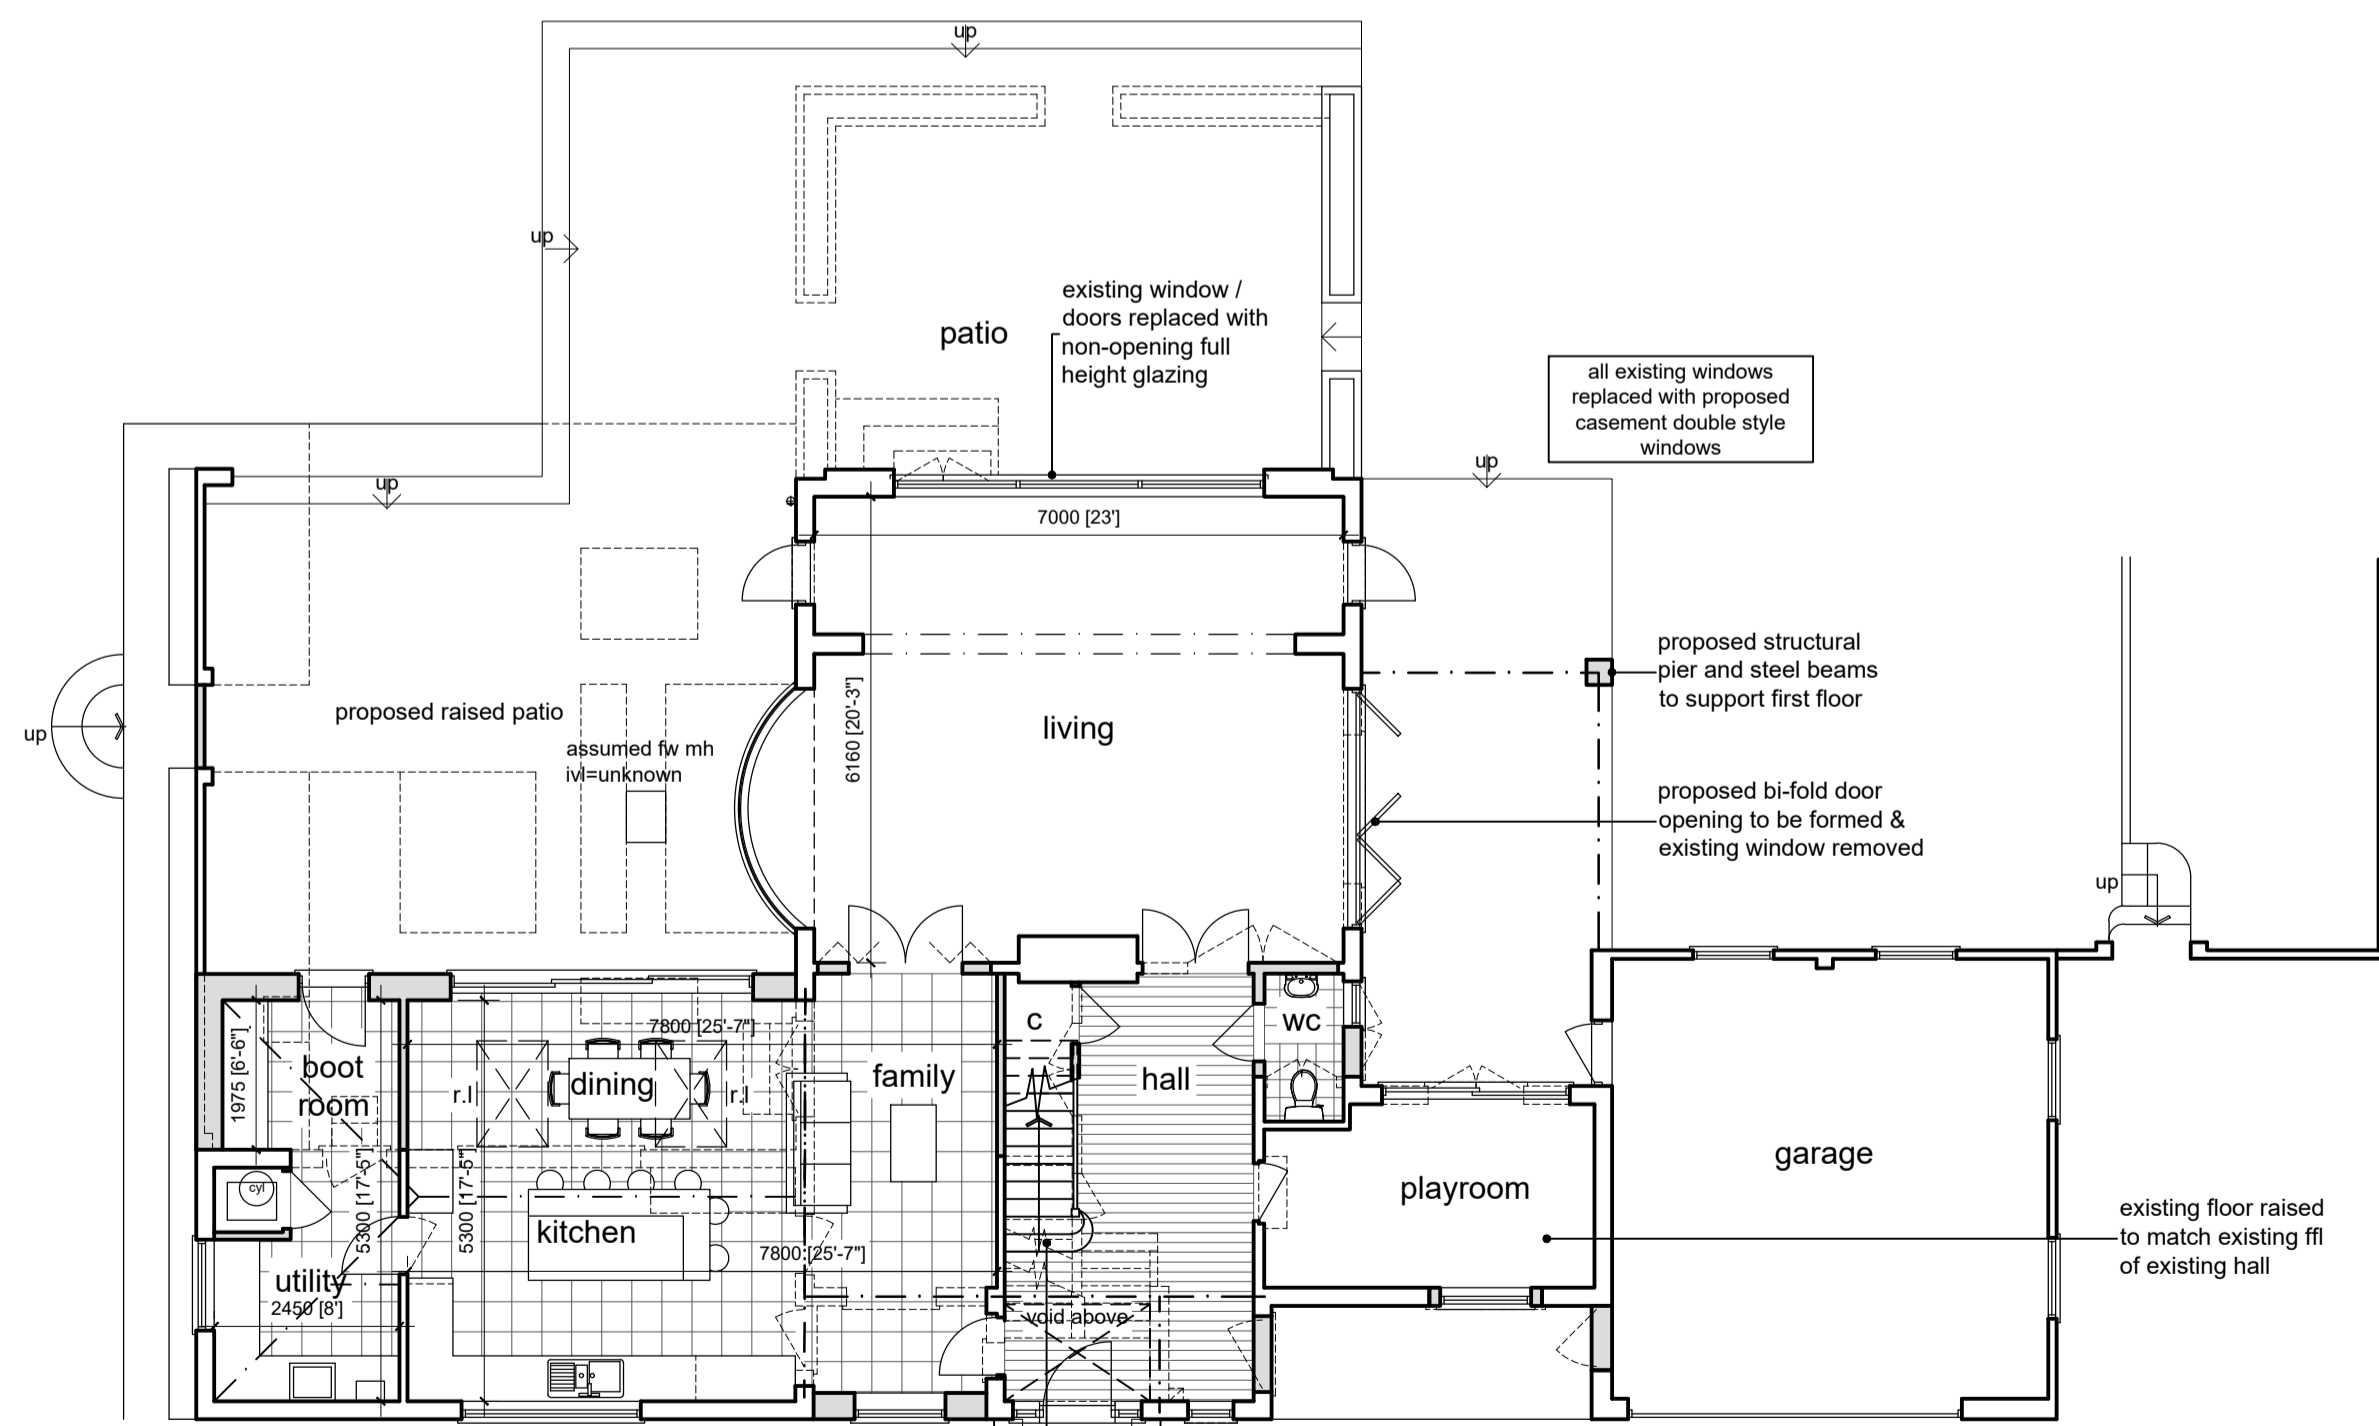 up
up
existing window /
doors replaced with
non-opening full
height glazing
patio
all existing windows
replaced with proposed
casement double style
windows
up
up
7000 [23']
proposed structural
pier and steel beams
to support first floor
6160 [20'-3"]
living
proposed raised patio
up
assumed fw mh
ivl=unknown
proposed bi-fold door
opening to be formed &
existing window removed
up
c
wc
7800 [25'-7"]
1975 [6'-6"]
boot
room
r.l
dining
r.l
family
hall
garage
playroom
cyl
5300 [17'-5"]
5300 [17'-5"]
kitchen
7800 [25'-7"]
existing floor raised
to match existing ffl
of existing hall
utility
2450 [8']
void above